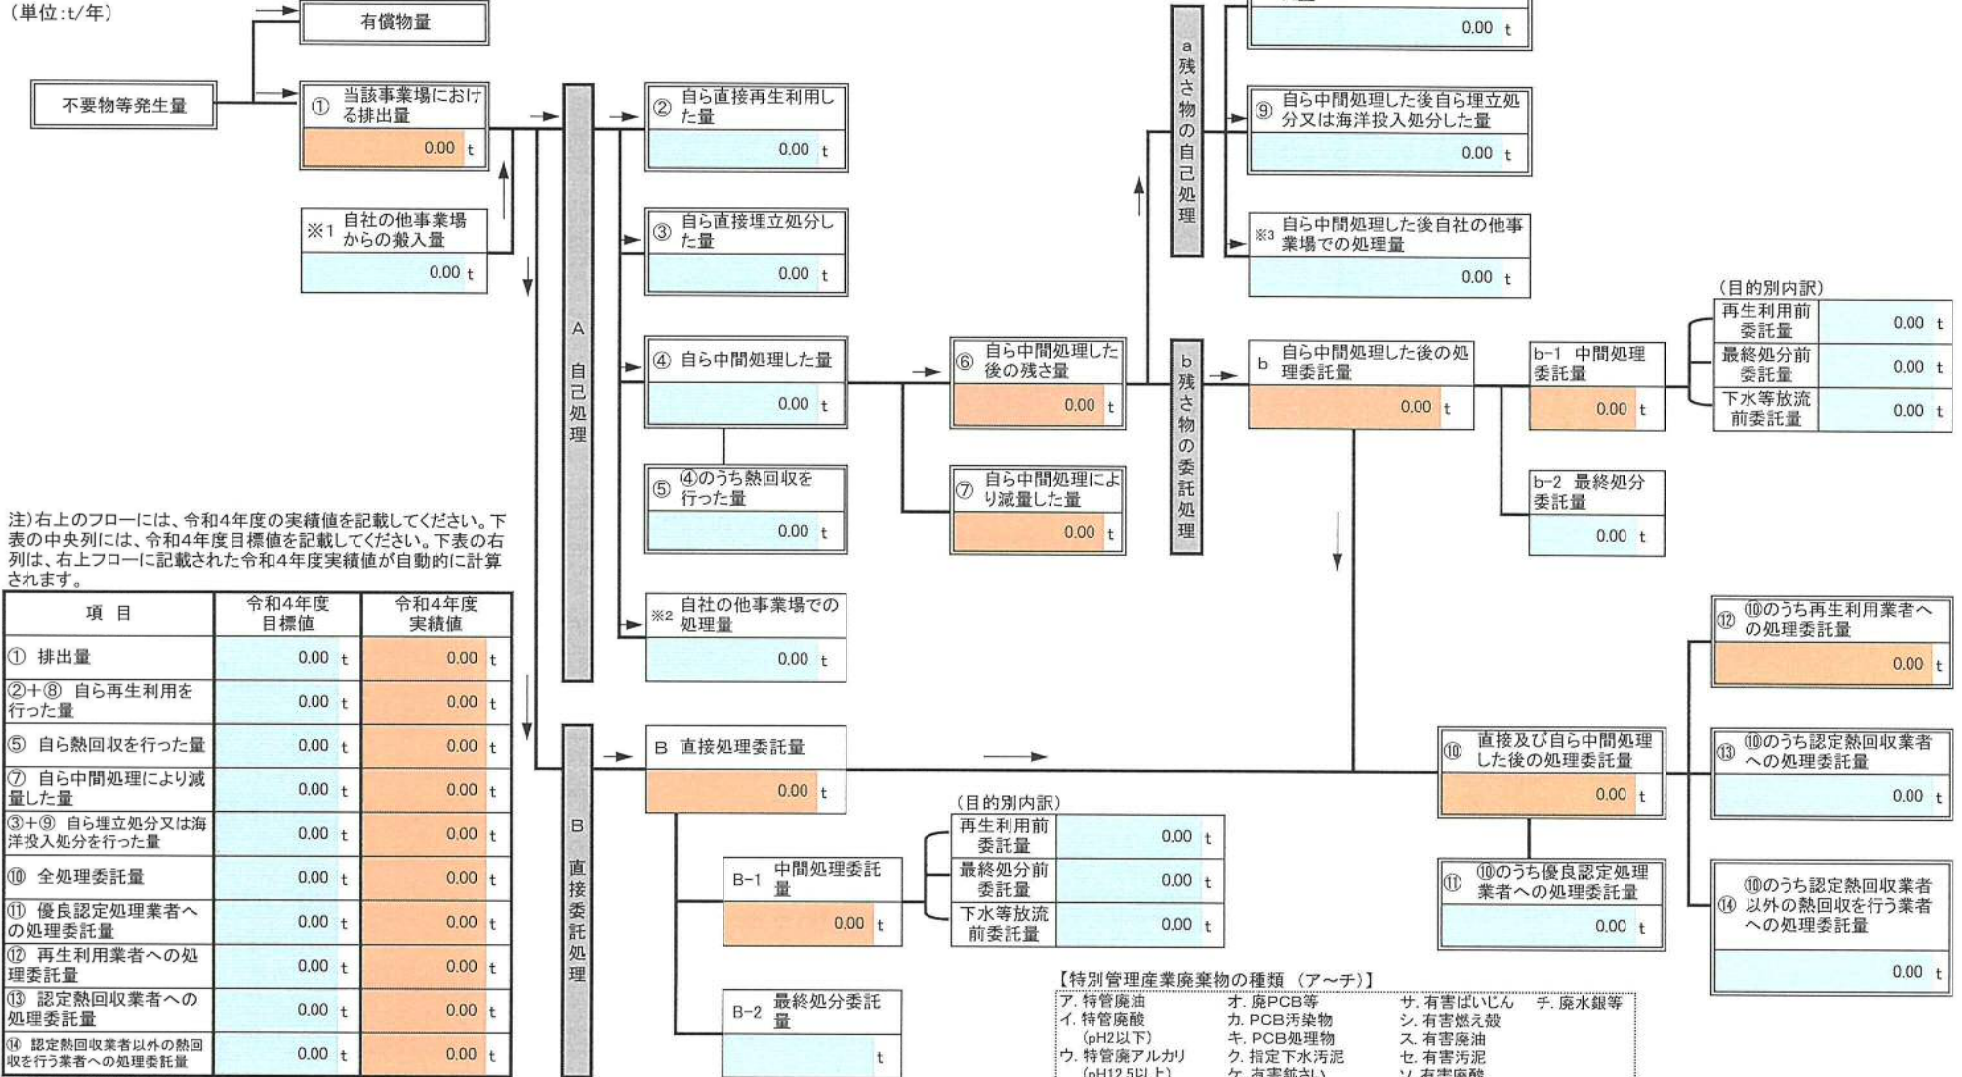 (単位:t/年)
有償物量
不要物等発生量
① 当該事業場におけ
る排出量
0.00 t
※1 自社の他事業場
からの搬入量
0.00 t
A 自己処理
② 自ら直接再生利用し
た量
0.00 t
③ 自ら直接埋立処分し
た量
0.00 t
④ 自ら中間処理した量
0.00 t
⑤ ④のうち熱回収を
行った量
0.00 t
※2 自社の他事業場での
処理量
0.00 t
⑥ 自ら中間処理した
後の残さ量
0.00 t
⑦ 自ら中間処理によ
り減量した量
0.00 t
a 残さ物の自己処理
0.00 t
⑨ 自ら中間処理した後自ら埋立処
分又は海洋投入処分した量
0.00 t
※3 自ら中間処理した後自社の他事
業場での処理量
0.00 t
b 残さ物の委託処理
b 自ら中間処理した後の処
理委託量
0.00 t
b-1 中間処理
委託量
0.00 t
b-2 最終処分
委託量
0.00 t
(目的別内訳)
再生利用前
委託量
0.00 t
最終処分前
委託量
0.00 t
下水等放流
前委託量
0.00 t
注)右上のフローには、令和4年度の実績値を記載してください。下
表の中央列には、令和4年度目標値を記載してください。下表の右
列は、右上フローに記載された令和4年度実績値が自動的に計算
されます。
項 目 令和4年度
目標値 令和4年度
実績値
① 排出量 0.00 t 0.00 t
②+⑧ 自ら再生利用を
行った量 0.00 t 0.00 t
⑤ 自ら熱回収を行った量 0.00 t 0.00 t
⑦ 自ら中間処理により減
量した量 0.00 t 0.00 t
③+⑨ 自ら埋立処分又は海
洋投入処分を行った量 0.00 t 0.00 t
⑩ 全処理委託量 0.00 t 0.00 t
⑪ 優良認定処理業者へ
の処理委託量 0.00 t 0.00 t
⑫ 再生利用業者への処
理委託量 0.00 t 0.00 t
⑬ 認定熱回収業者への
処理委託量 0.00 t 0.00 t
⑭ 認定熱回収業者以外の熱回
収を行う業者への処理委託量 0.00 t 0.00 t
B 直接委託処理
B 直接処理委託量
0.00 t
B-1 中間処理委託
量
0.00 t
B-2 最終処分委託
量
t
(目的別内訳)
再生利用前
委託量
0.00 t
最終処分前
委託量
0.00 t
下水等放流
前委託量
0.00 t
⑩ 直接及び自ら中間処理
した後の処理委託量
0.00 t
⑪ ⑩のうち優良認定処理
業者への処理委託量
0.00 t
⑫ ⑩のうち再生利用業者へ
の処理委託量
0.00 t
⑬ ⑩のうち認定熱回収業者
への処理委託量
0.00 t
⑭ ⑩のうち認定熱回収業者
以外の熱回収を行う業者
への処理委託量
0.00 t
【特別管理産業廃棄物の種類 (ア~チ)】
ア. 特管廃油 オ. 廃PCB等 サ. 有害ばいじん チ. 廃水銀等
イ. 特管廃酸 カ. PCB汚染物 シ. 有害燃え殻
(pH2以下) キ. PCB処理物 ス. 有害廃油
ウ. 特管廃アルカリ ク. 指定下水汚泥 セ. 有害汚泥
(pH12.5以上) ケ. 有害鉱さい ソ. 有害廃酸